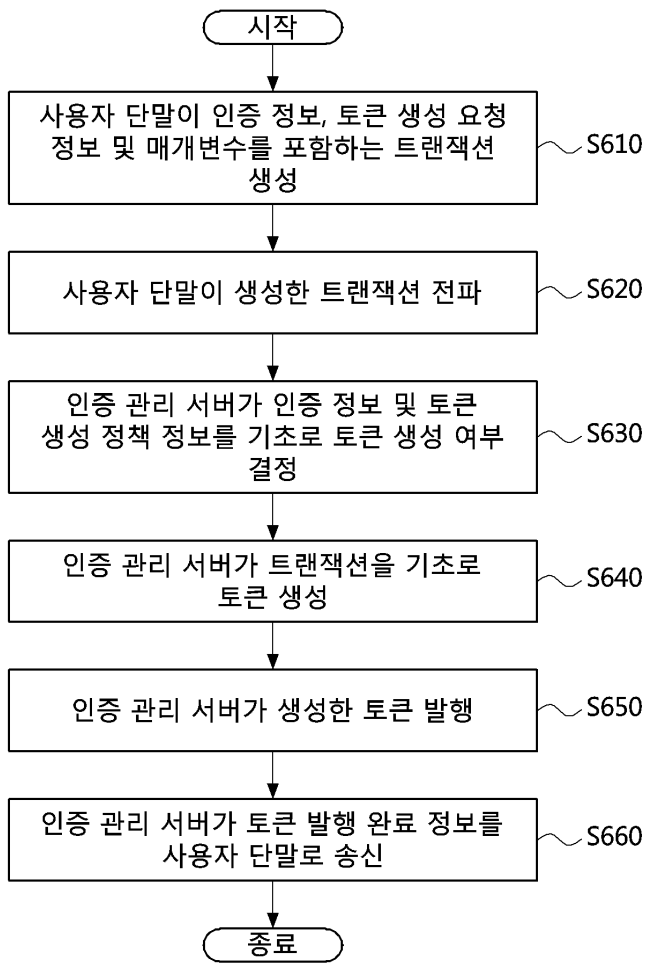 시작
사용자 단말이 인증 정보, 토큰 생성 요청
정보 및 매개변수를 포함하는 트랜잭션
생성
S610
사용자 단말이 생성한 트랜잭션 전파
S620
인증 관리 서버가 인증 정보 및 토큰
생성 정책 정보를 기초로 토큰 생성 여부
결정
S630
인증 관리 서버가 트랜잭션을 기초로
토큰 생성
S640
인증 관리 서버가 생성한 토큰 발행
S650
인증 관리 서버가 토큰 발행 완료 정보를
사용자 단말로 송신
S660
종료